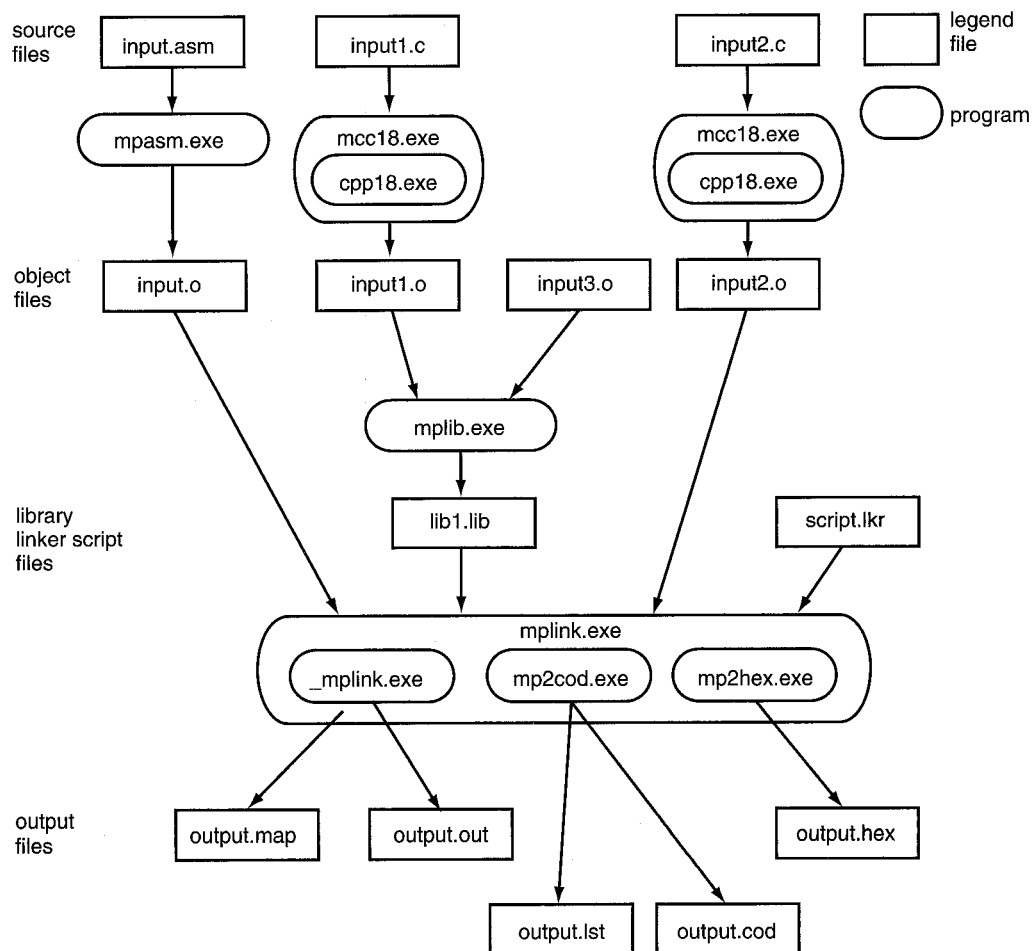 source
files
input.asm
input1.c
input2.c
legend
file
program
mpasm.exe
mcc18.exe
cpp18.exe
mcc18.exe
cpp18.exe
object
files
input.o
input1.o
input3.o
input2.o
mplib.exe
library
linker script
files
lib1.lib
script.lkr
mplink.exe
_mplink.exe
mp2cod.exe
mp2hex.exe
output
files
output.map
output.out
output.hex
output.lst
output.cod